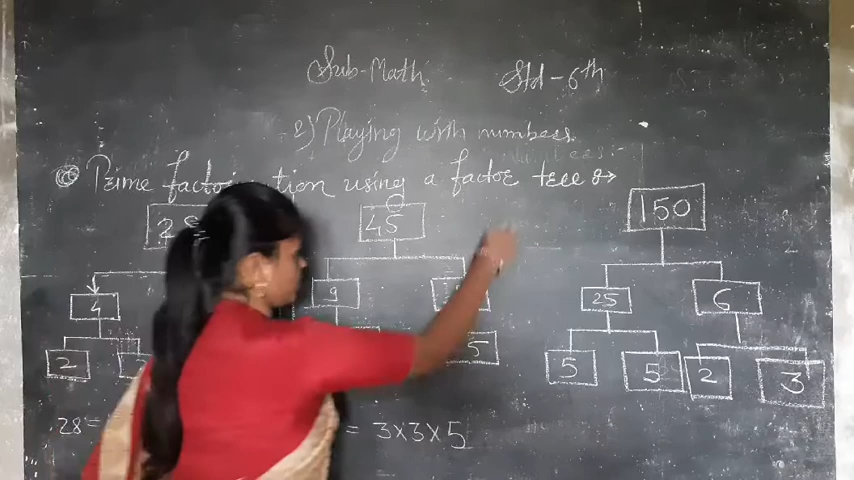 Sub-Math Std-6th
2) Playing with numbers
Prime using a factor tree
45 150
9 25 6
4
2 5 5 5 2 3
28= = 3×3×5